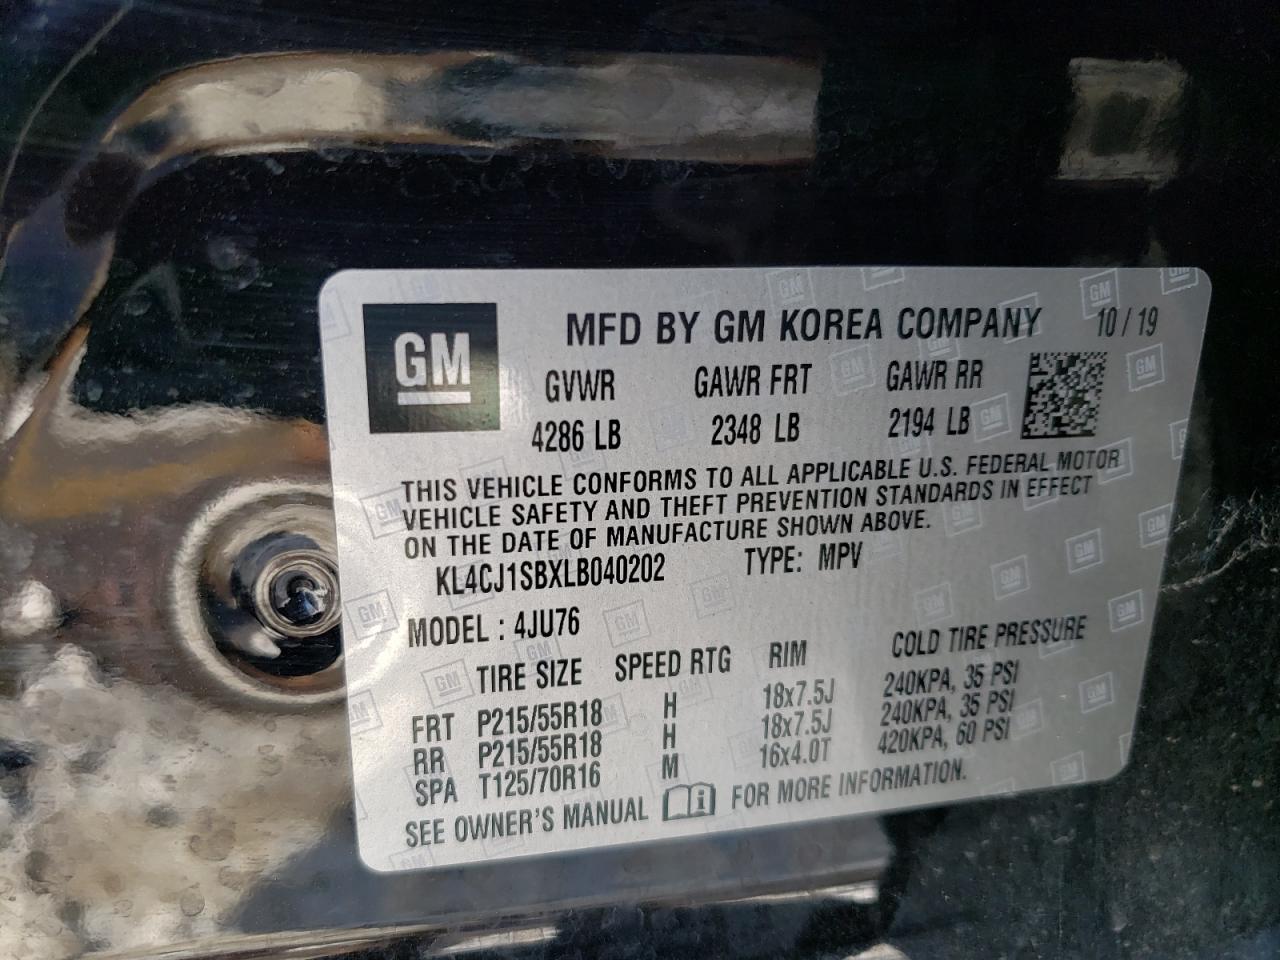 GM
MFD BY GM KOREA COMPANY 10/19
GVWR GAWR FRT GAWR RR
4286 LB 2348 LB 2194 LB
THIS VEHICLE CONFORMS TO ALL APPLICABLE U.S. FEDERAL MOTOR
VEHICLE SAFETY AND THEFT PREVENTION STANDARDS IN EFFECT
ON THE DATE OF MANUFACTURE SHOWN ABOVE.
KL4CJ1SBXLB040202 TYPE: MPV
MODEL : 4JU76
TIRE SIZE SPEED RTG RIM COLD TIRE PRESSURE
FRT P215/55R18 H 18x7.5J 240KPA, 35 PSI
RR P215/55R18 H 18x7.5J 240KPA, 35 PSI
SPA T125/70R16 M 16x4.0T 420KPA, 60 PSI
SEE OWNER'S MANUAL i FOR MORE INFORMATION.